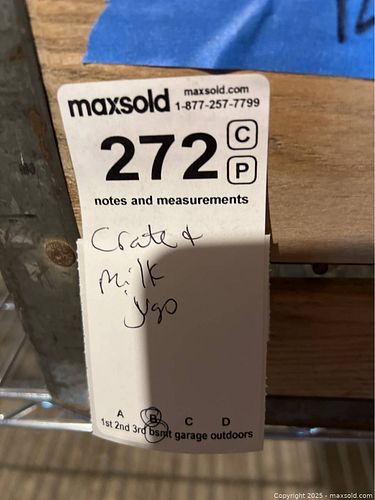 maxsold maxsold.com
1-877-257-7799
272 C
P
notes and measurements
Crate &
Milk
Jugs
A B C D
1st 2nd 3rd bsmt garage outdoors
Copyright 2025 - maxsold.com